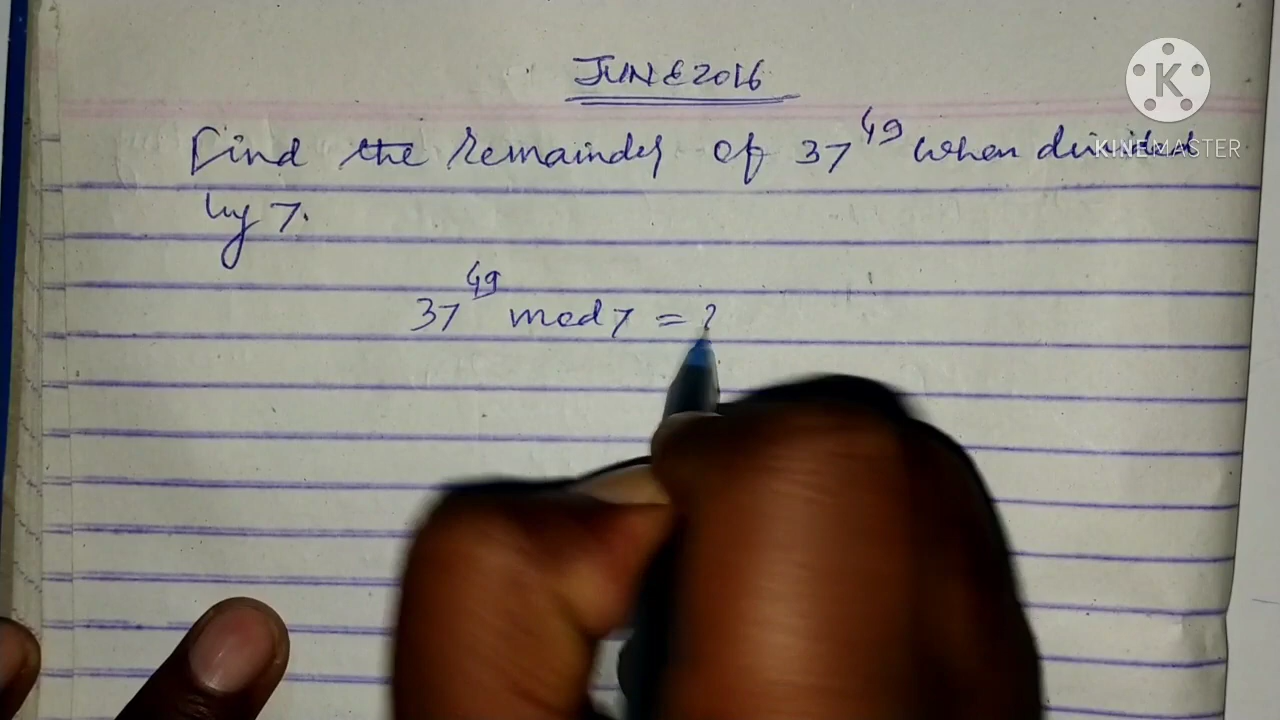 JUNE 2016
K
Find the remainder of 37^49 when divided
KINEMASTER
by 7.
37^49 mod 7 = ?